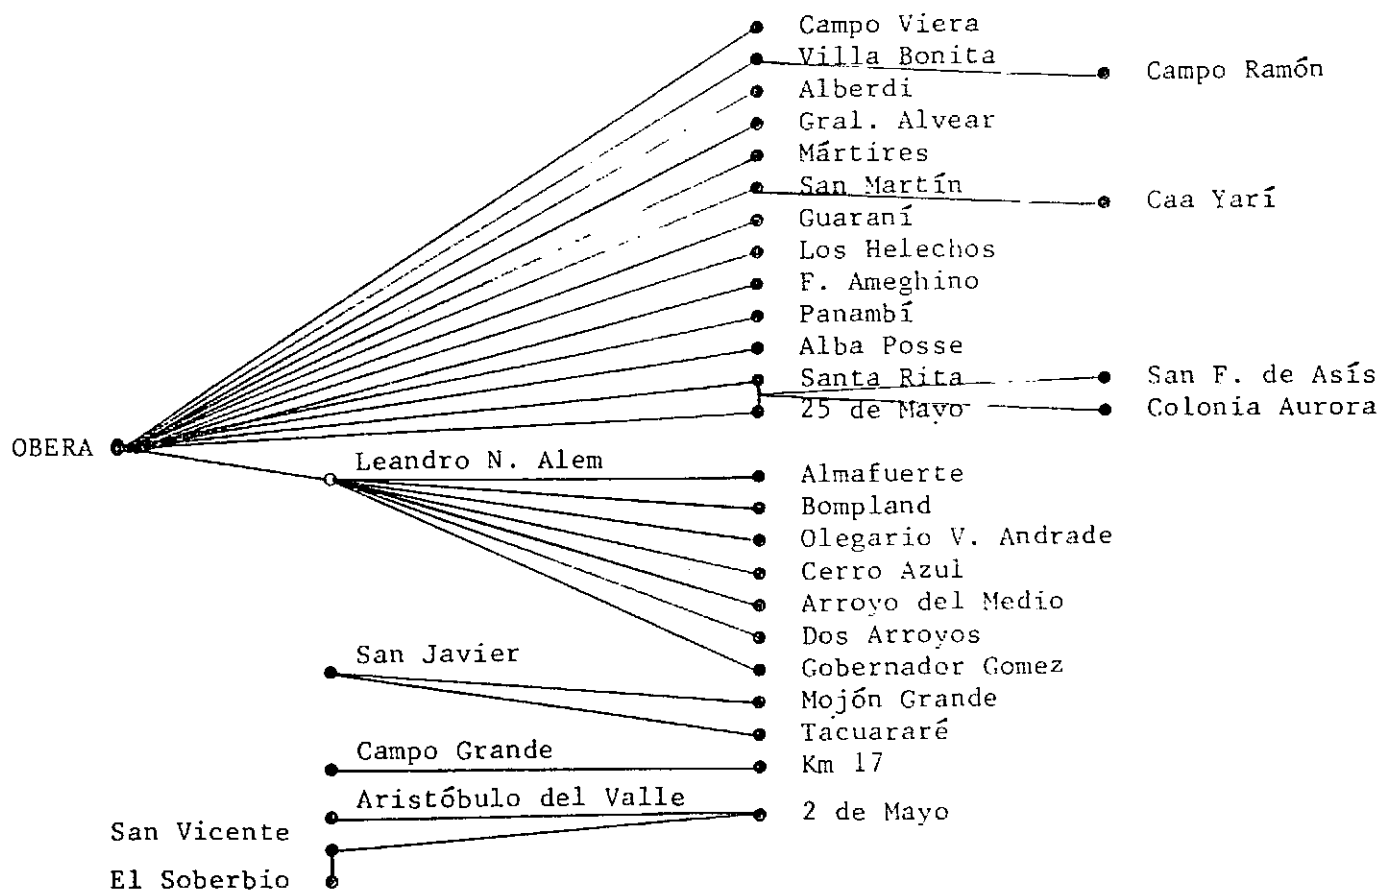 Campo Viera
Villa Bonita
Campo Ramón
Alberdi
Gral. Alvear
Mártires
San Martín
Caa Yarí
Guaraní
Los Helechos
F. Ameghino
Panambí
Alba Posse
Santa Rita
San F. de Asís
25 de Mayo
Colonia Aurora
OBERA
Leandro N. Alem
Almafuerte
Bompland
Olegario V. Andrade
Cerro Azul
Arroyo del Medio
Dos Arroyos
San Javier
Gobernador Gomez
Mojón Grande
Tacuararé
Campo Grande
Km 17
Aristóbulo del Valle
2 de Mayo
San Vicente
El Soberbio